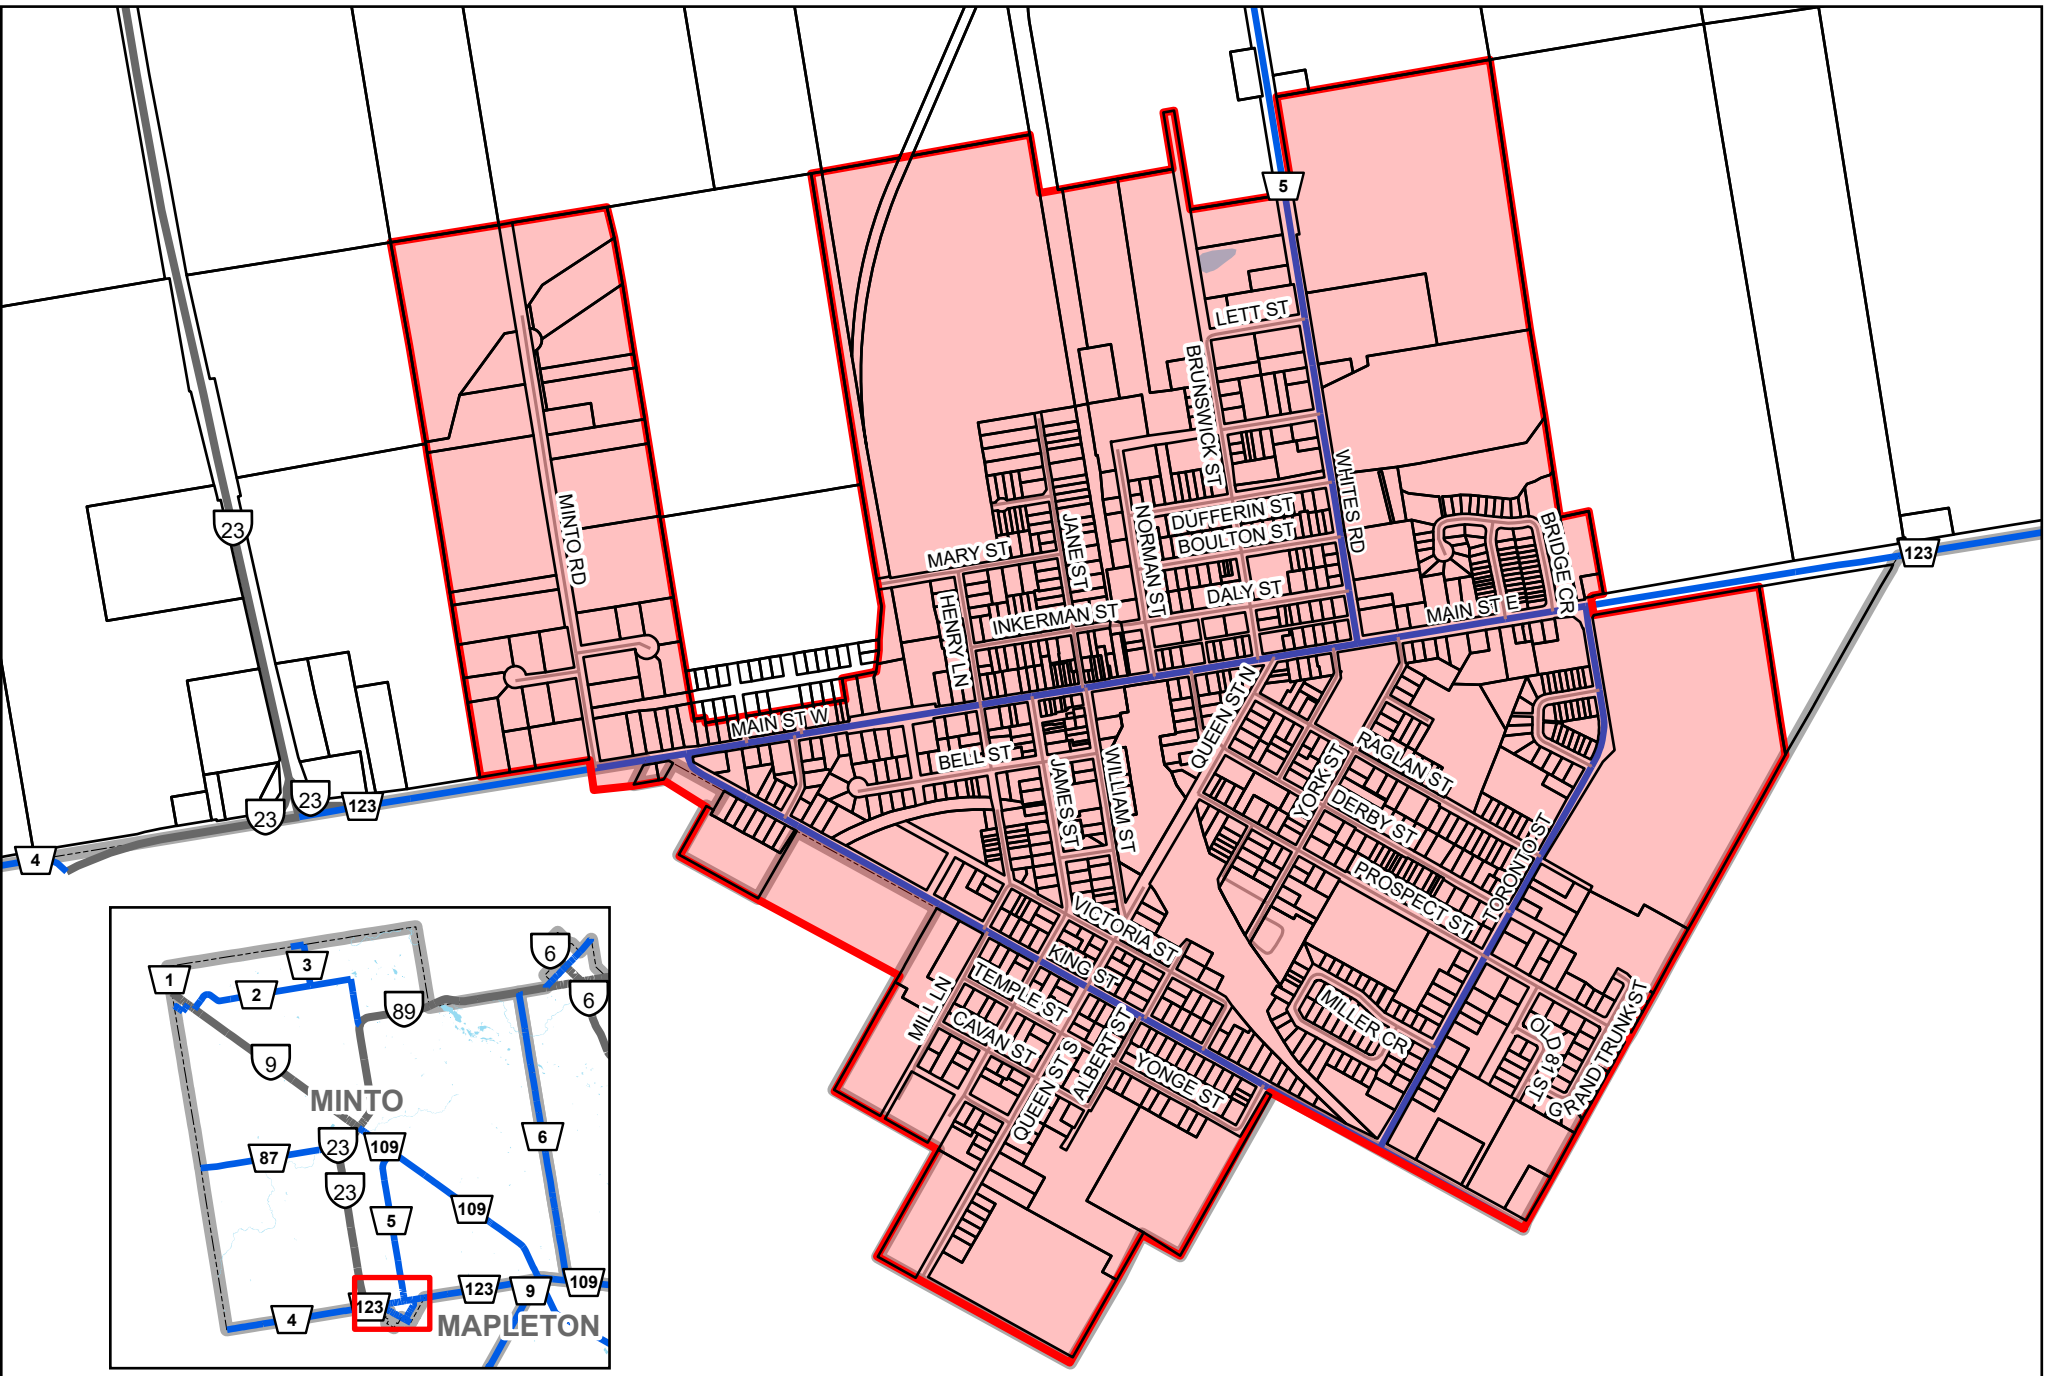 5
LETT ST
BRUNSWICK ST
WHITES RD
23
MINTO RD
DUFFERIN ST
BOULTON ST
NORMAN ST
JANE ST
MARY ST
BRIDGE CR
123
DALY ST
MAIN ST E
INKERMAN ST
HENRY LN
QUEEN ST N
MAIN ST W
BELL ST
RAGLAN ST
YORK ST
JAMES ST
WILLIAM ST
DERBY ST
23
23
123
4
TORONTO ST
PROSPECT ST
VICTORIA ST
KING ST
TEMPLE ST
MILL LN
CAVAN ST
ALBERT ST
QUEEN ST S
YONGE ST
MILLER CR
OLD 181 ST
GRAND TRUNK ST
6
1
3
2
89
6
9
MINTO
87
23
109
6
23
5
109
123
4
123
9
109
MAPLETON